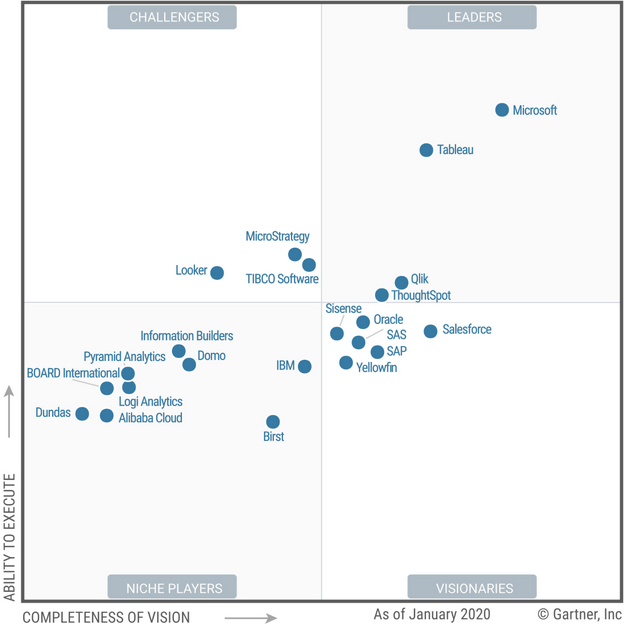 CHALLENGERS
LEADERS
Microsoft
Tableau
MicroStrategy
Looker
TIBCO Software
Qlik
ThoughtSpot
Sisense
Oracle
Salesforce
SAS
SAP
Yellowfin
Information Builders
Pyramid Analytics
Domo
BOARD International
IBM
Logi Analytics
Dundas
Alibaba Cloud
Birst
ABILITY TO EXECUTE
NICHE PLAYERS
VISIONARIES
COMPLETENESS OF VISION
As of January 2020
© Gartner, Inc